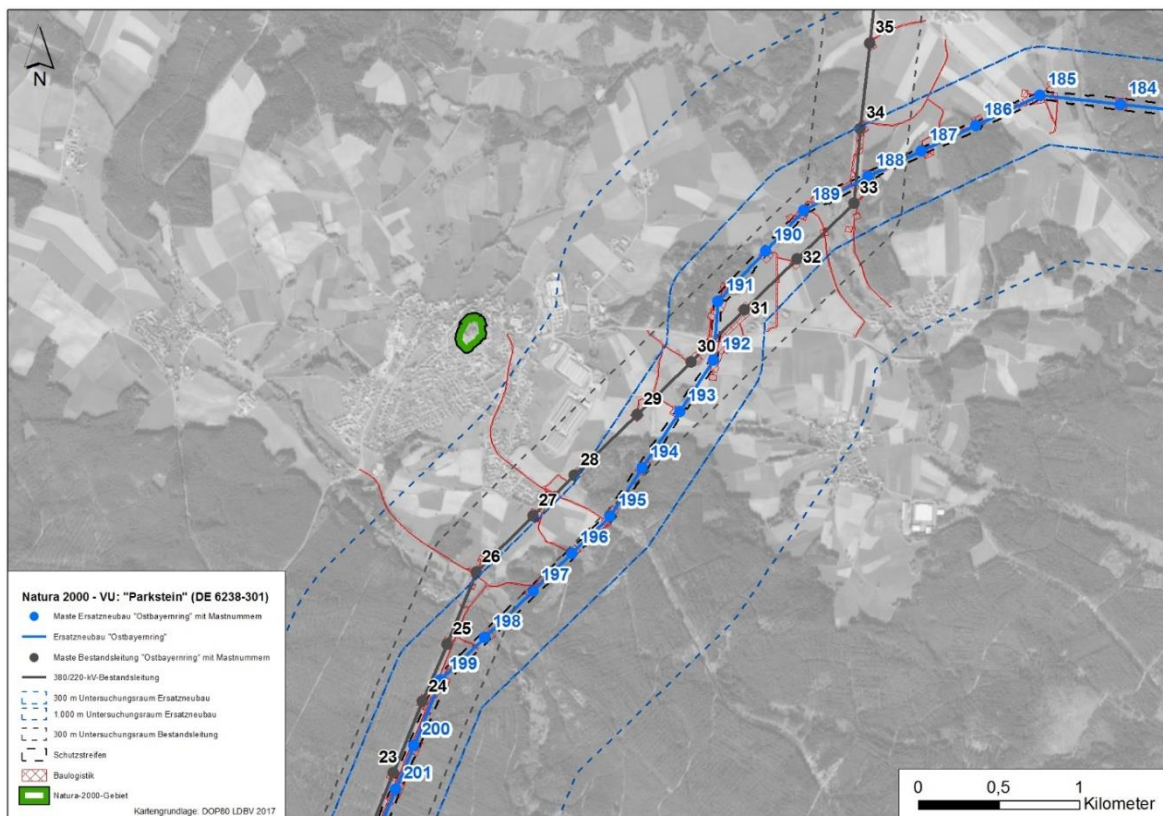 N
35
34
185
184
186
187
188
189
33
190
32
191
31
30
192
29
193
28
194
27
195
196
26
197
198
25
199
24
200
23
201
Natura 2000 - VU: "Parkstein" (DE 6238-301)
Maste Ersatzneubau "Ostbayernring" mit Mastnummern
Ersatzneubau "Ostbayernring"
Maste Bestandsleitung "Ostbayernring" mit Mastnummern
380/220-kV-Bestandsleitung
300 m Untersuchungsraum Ersatzneubau
1.000 m Untersuchungsraum Ersatzneubau
300 m Untersuchungsraum Bestandsleitung
Schutzstreifen
Baulogistik
Natura-2000-Gebiet
Kartengrundlage: DOP80 LDBV 2017
0 0,5 1
Kilometer